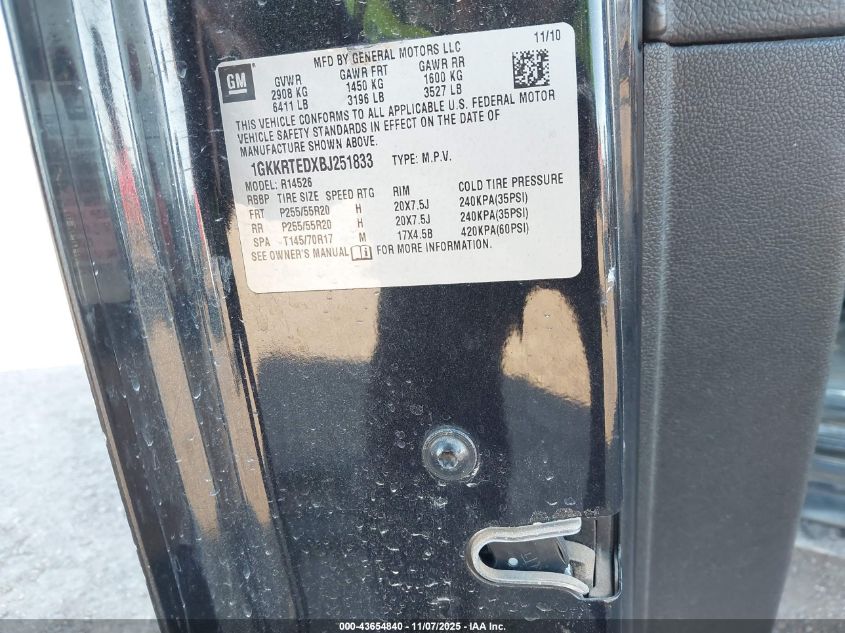 MFD BY GENERAL MOTORS LLC 11/10
GM
GVWR GAWR FRT GAWR RR
2908 KG 1450 KG 1600 KG
6411 LB 3196 LB 3527 LB
THIS VEHICLE CONFORMS TO ALL APPLICABLE U.S. FEDERAL MOTOR
VEHICLE SAFETY STANDARDS IN EFFECT ON THE DATE OF
MANUFACTURE SHOWN ABOVE.
1GKKRTEDXBJ251833 TYPE: M.P.V.
MODEL: R14526
RBBP TIRE SIZE SPEED RTG RIM COLD TIRE PRESSURE
FRT P255/55R20 H 20X7.5J 240KPA(35PSI)
RR P255/55R20 H 20X7.5J 240KPA(35PSI)
SPA T145/70R17 M 17X4.5B 420KPA(60PSI)
SEE OWNER'S MANUAL FOR MORE INFORMATION.
000-43654840 - 11/07/2025 - IAA Inc.